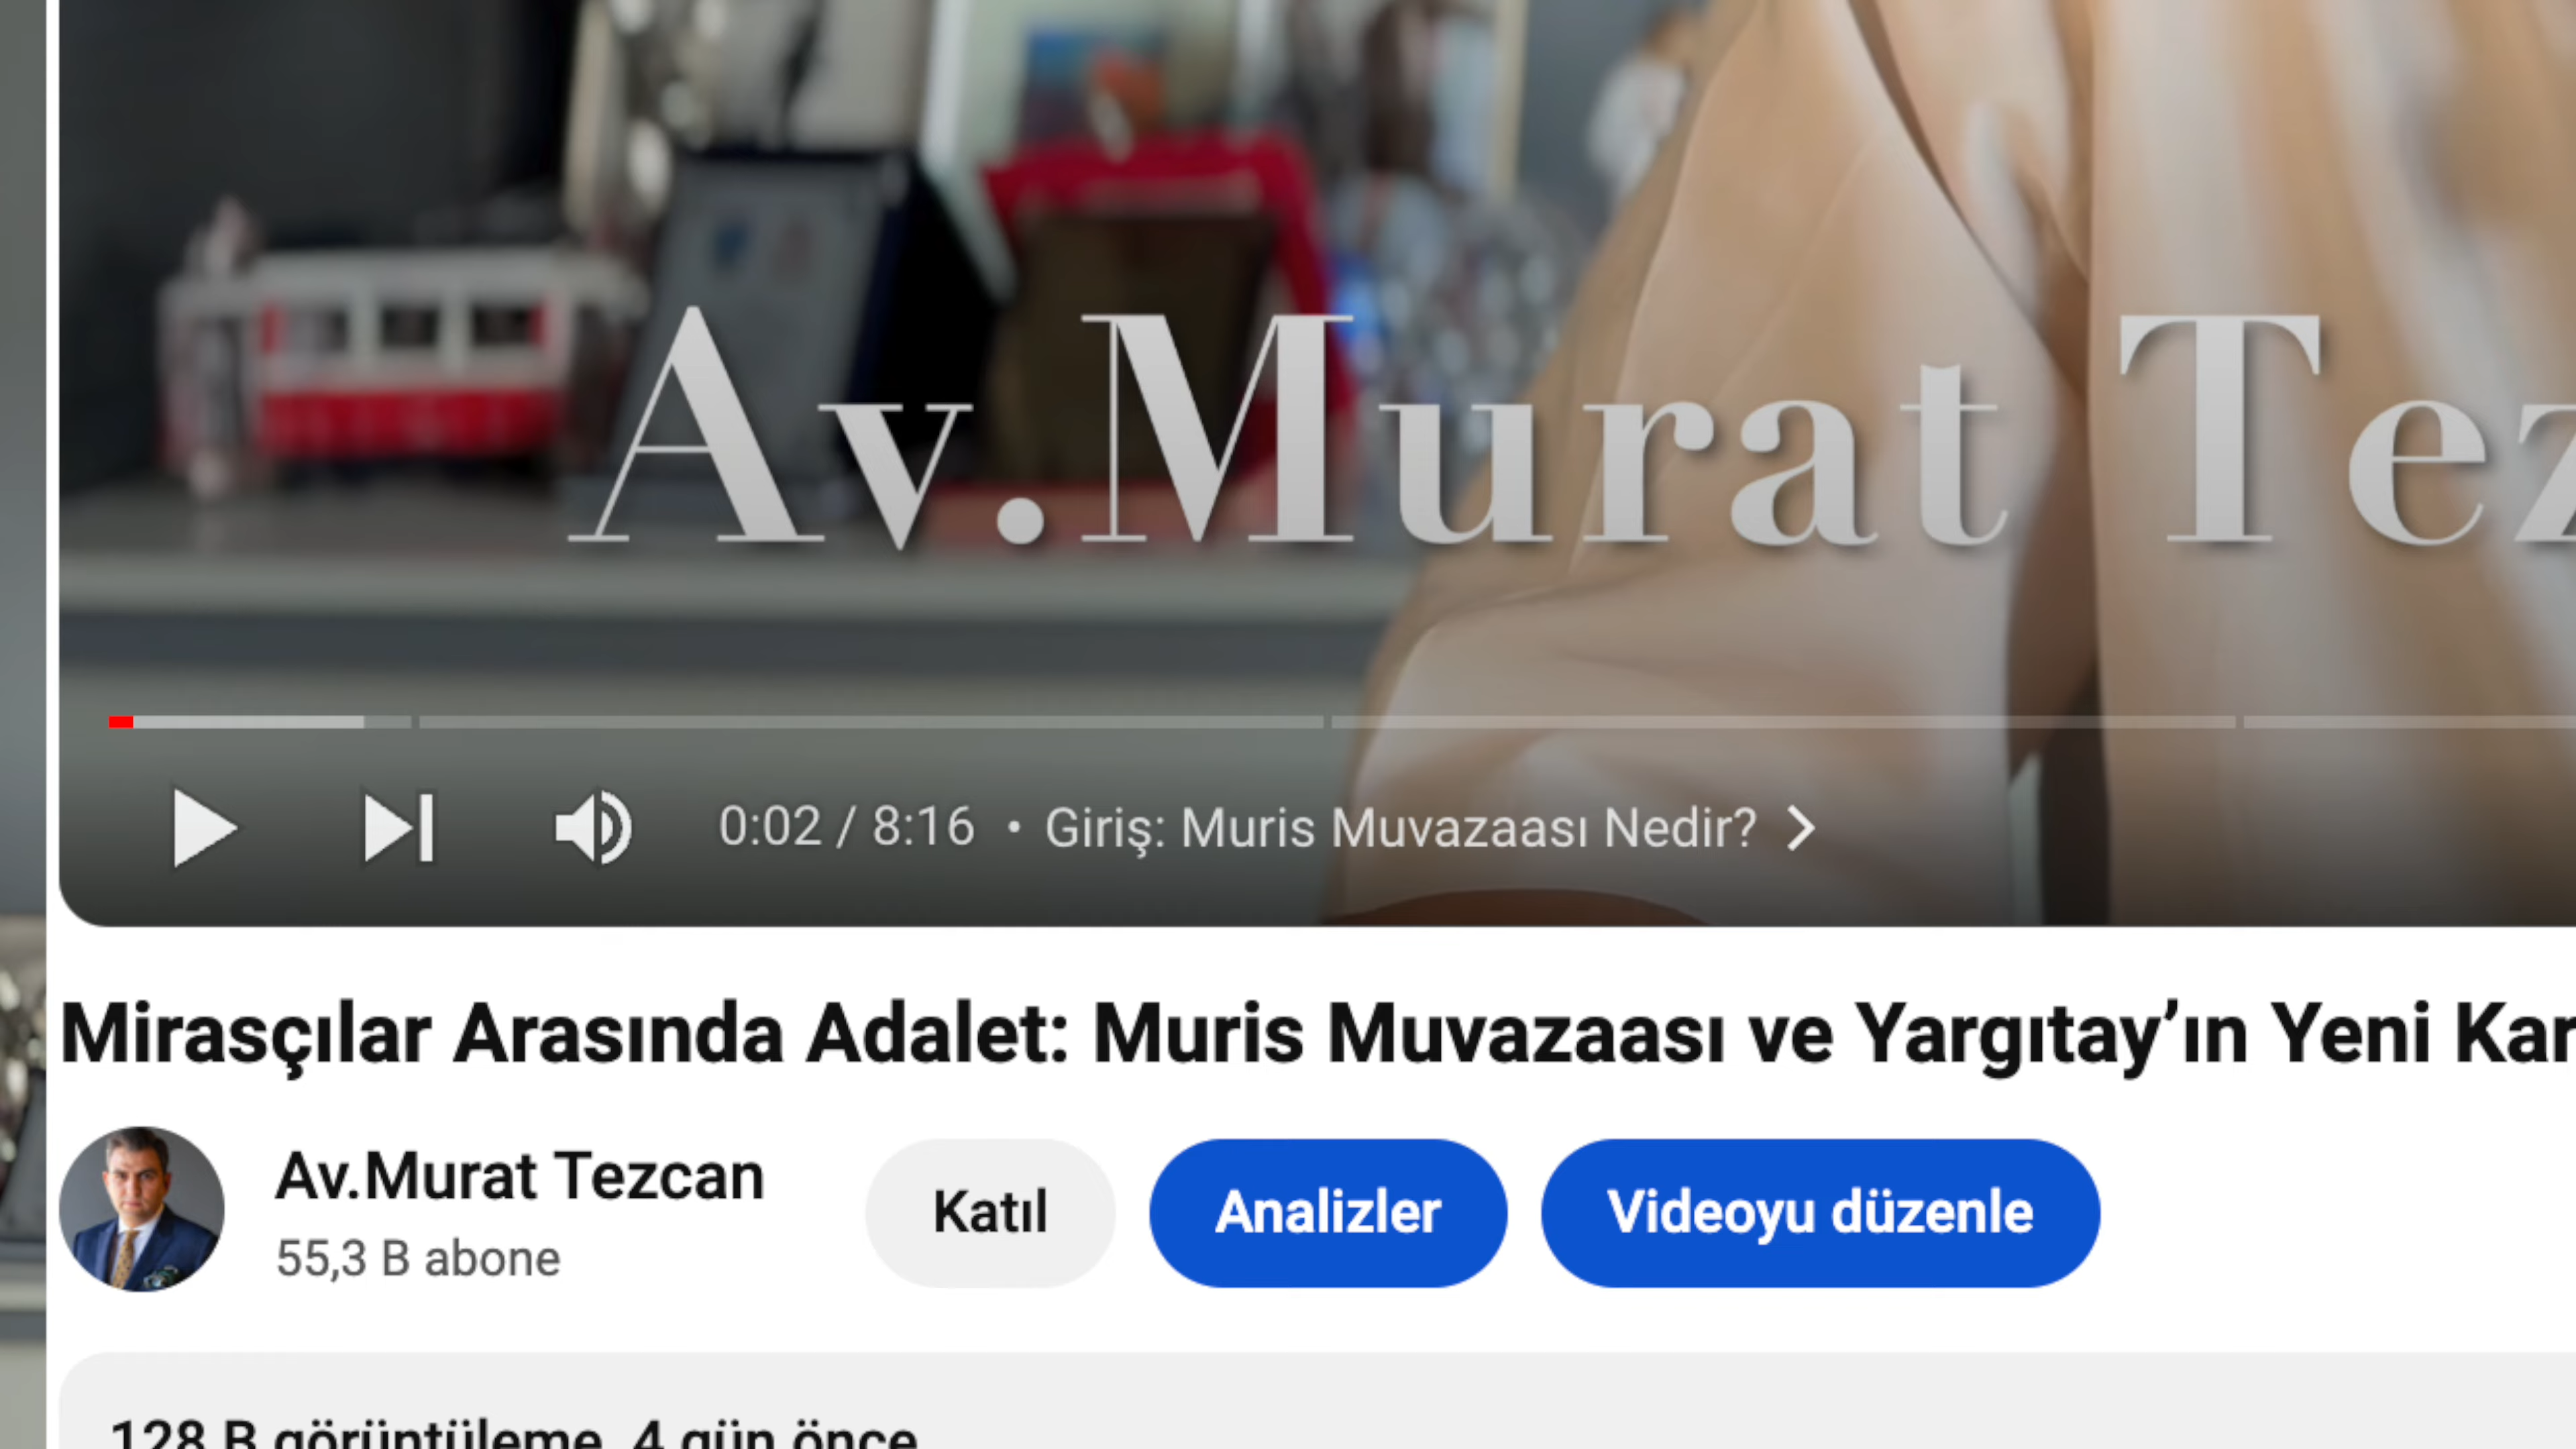 Av.Murat Tez
0:02 / 8:16 • Giriş: Muris Muvazaası Nedir?
Mirasçılar Arasında Adalet: Muris Muvazaası ve Yargıtay’ın Yeni Kar
Av.Murat Tezcan
55,3 B abone
Katıl
Analizler
Videoyu düzenle
128 B görüntüleme 4 gün önce